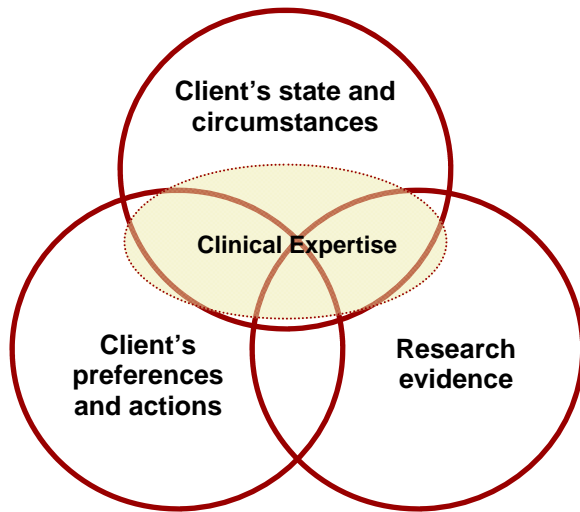 Client’s state and
circumstances
Clinical Expertise
Client’s
preferences
and actions
Research
evidence